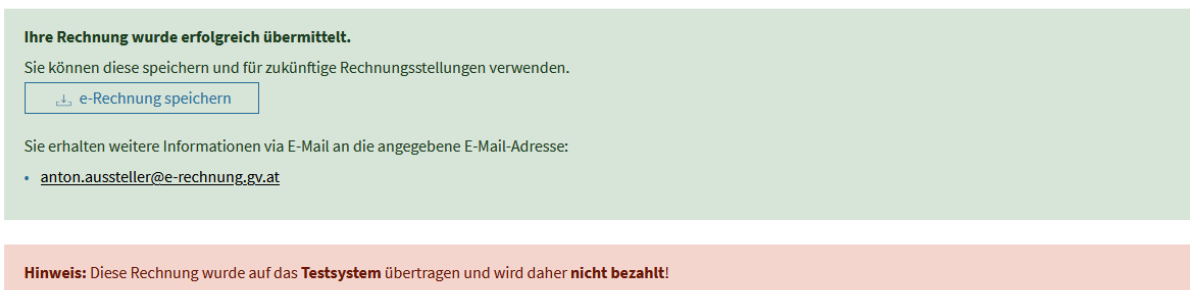 Ihre Rechnung wurde erfolgreich übermittelt.
Sie können diese speichern und für zukünftige Rechnungsstellungen verwenden.
e-Rechnung speichern
Sie erhalten weitere Informationen via E-Mail an die angegebene E-Mail-Adresse:
• anton.aussteller@e-rechnung.gv.at
Hinweis: Diese Rechnung wurde auf das Testsystem übertragen und wird daher nicht bezahlt!